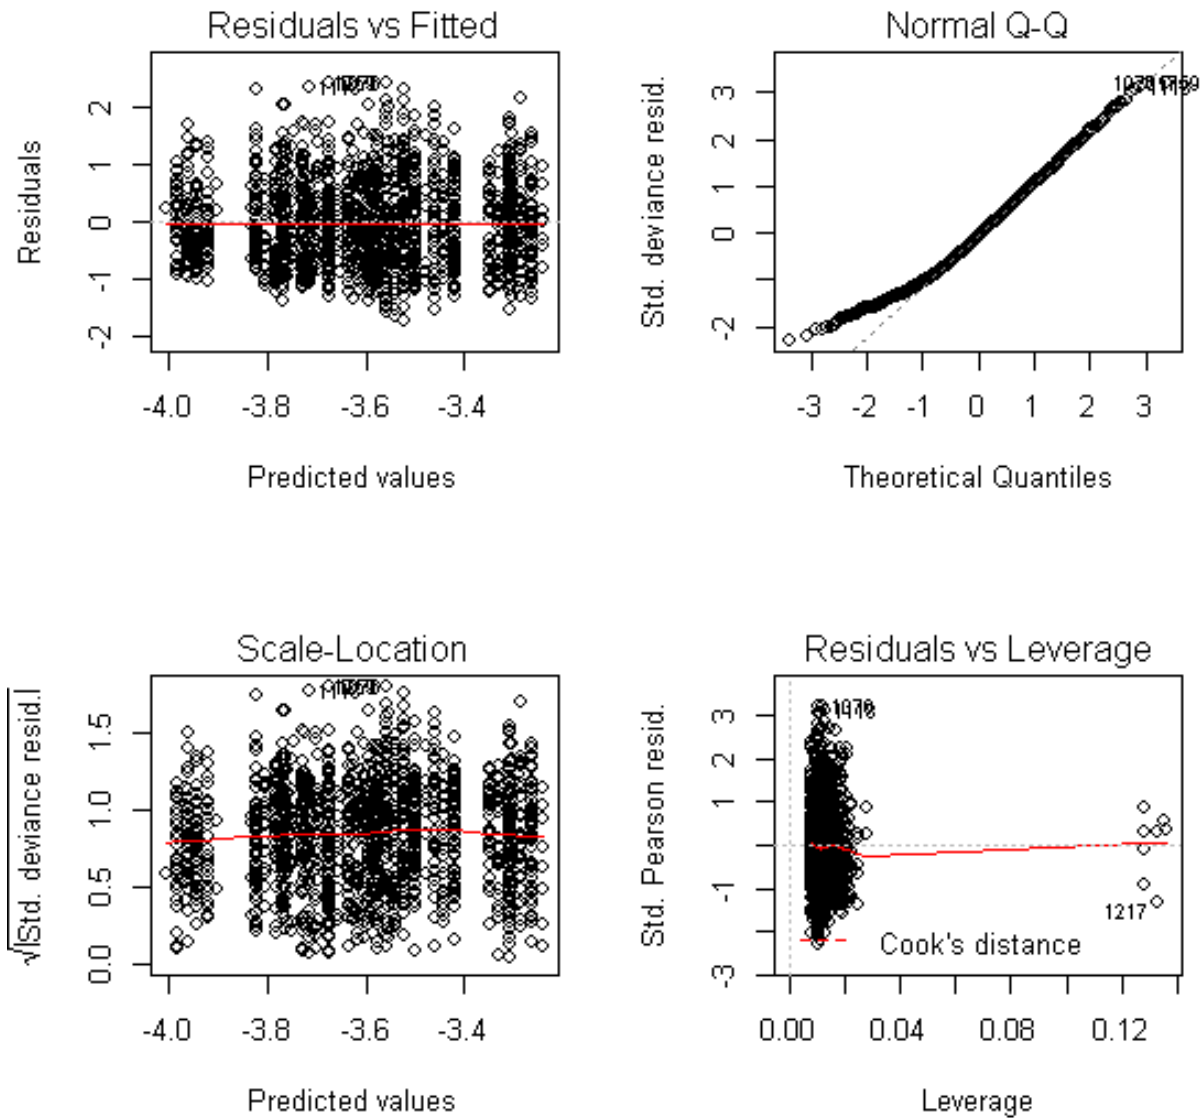 Residuals vs Fitted
Residuals
2
1
0
-1
-2
-4.0 -3.8 -3.6 -3.4
Predicted values
Normal Q-Q
Std. deviance resid.
3
2
1
0
-2
-3 -2 -1 0 1 2 3
Theoretical Quantiles
Scale-Location
√|Std. deviance resid.|
1.5
1.0
0.5
0.0
-4.0 -3.8 -3.6 -3.4
Predicted values
Residuals vs Leverage
Std. Pearson resid.
3
2
1
-1
-3
1217
Cook's distance
0.00 0.04 0.08 0.12
Leverage